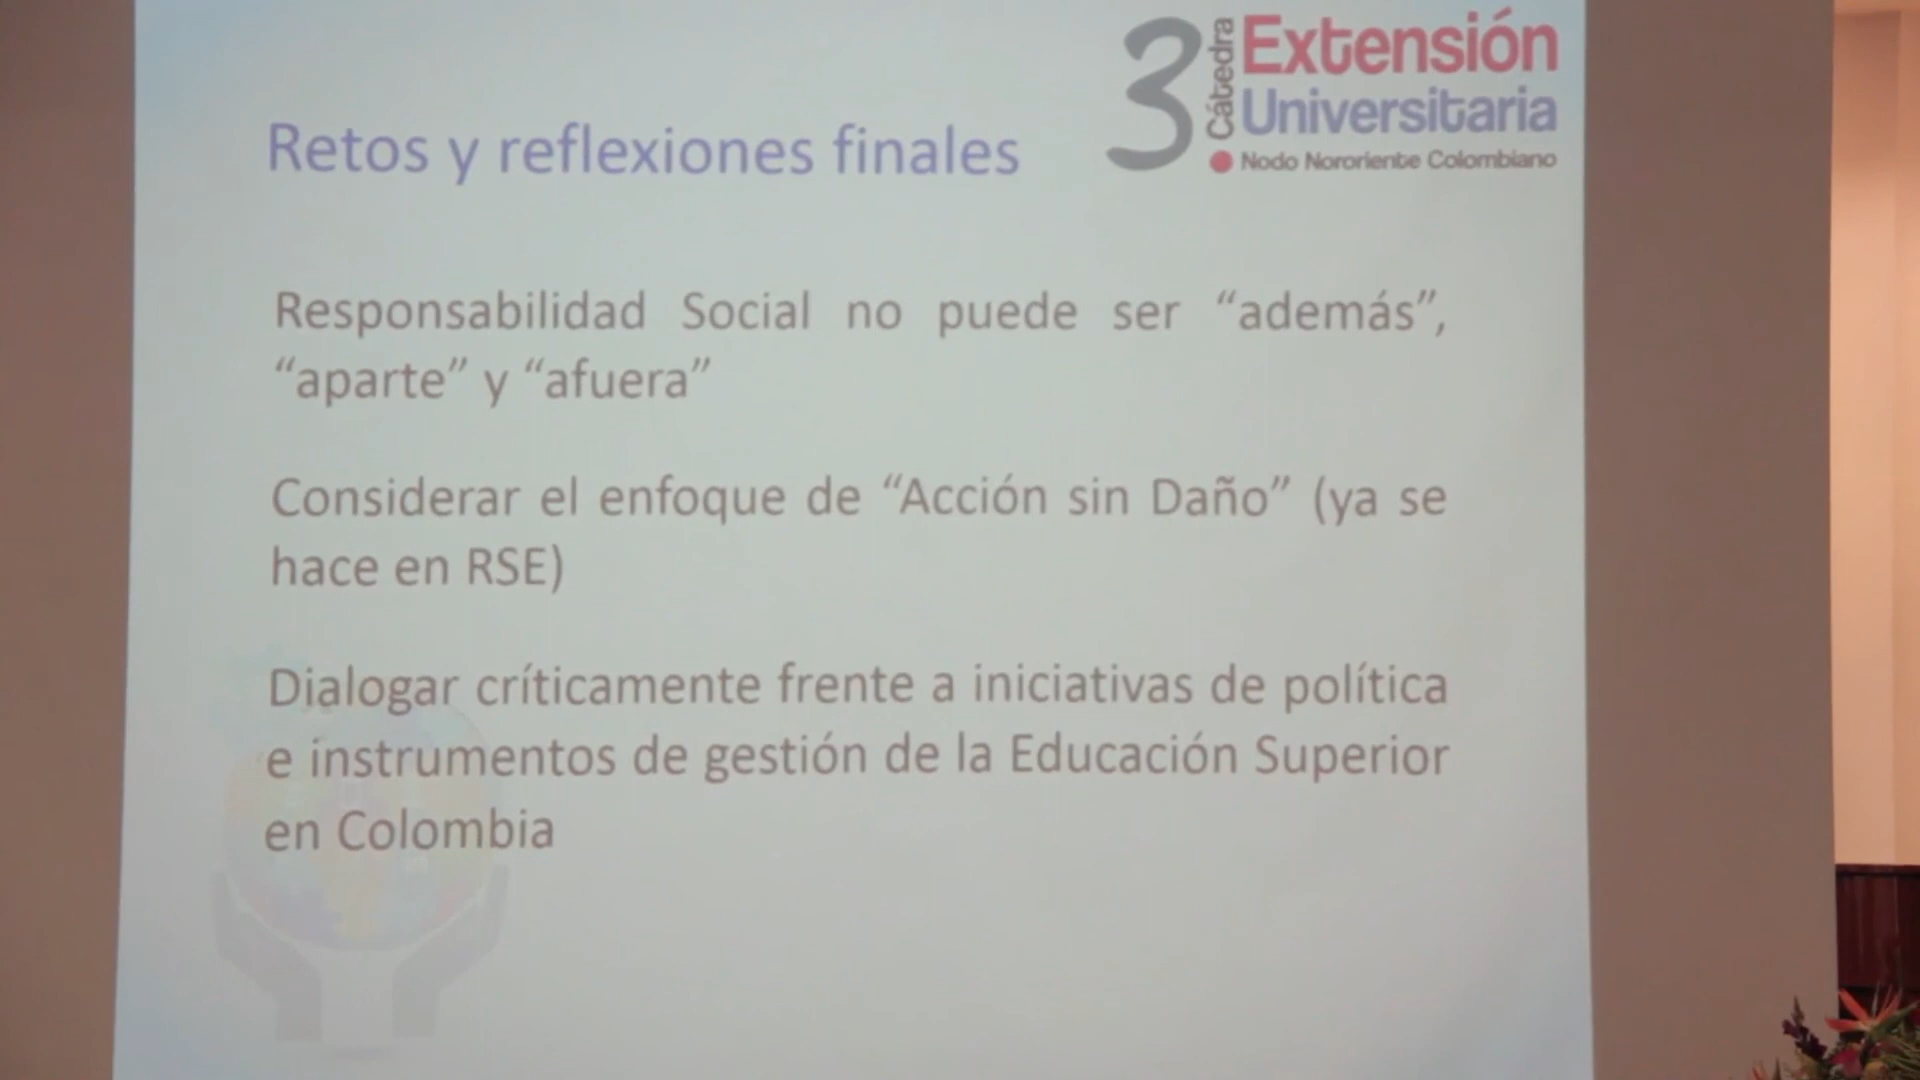 3 Cátedra
Extensión
Universitaria
Nodo Nororiente Colombiano
Retos y reflexiones finales
Responsabilidad Social no puede ser “además”,
“aparte” y “afuera”
Considerar el enfoque de “Acción sin Daño” (ya se
hace en RSE)
Dialogar críticamente frente a iniciativas de política
e instrumentos de gestión de la Educación Superior
en Colombia